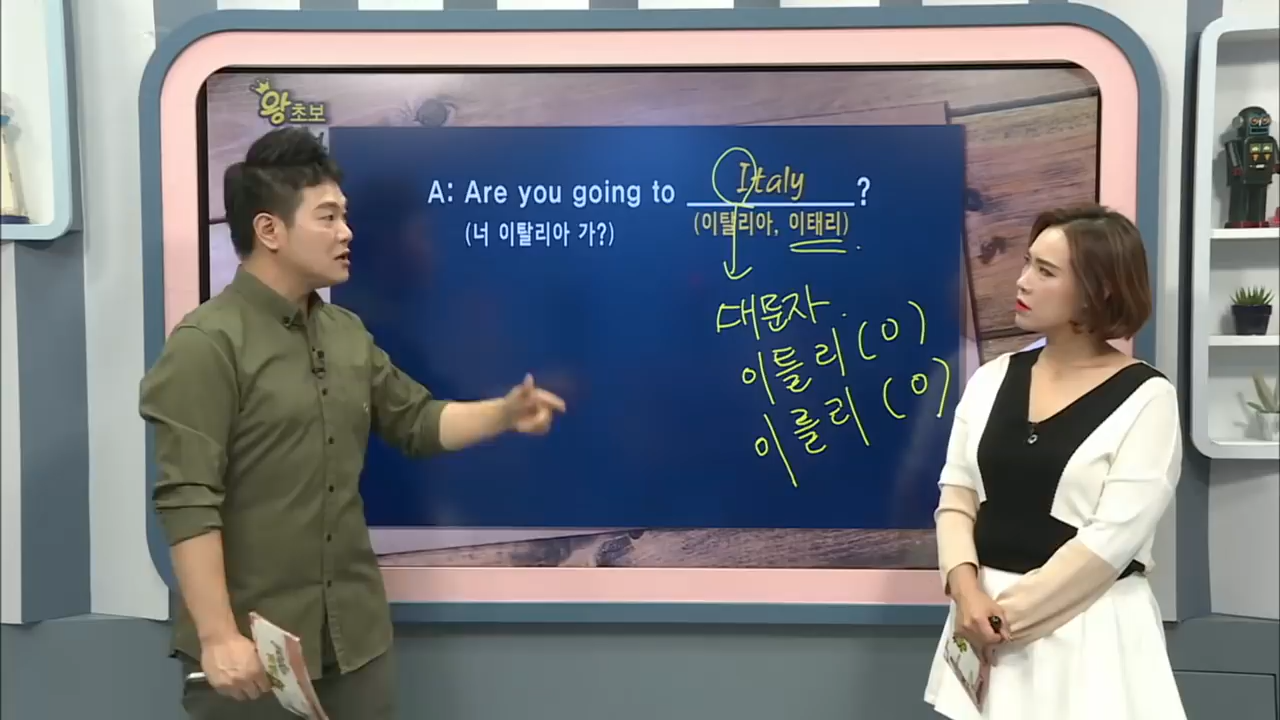 왕초보
A: Are you going to Italy?
(너 이탈리아 가?)
(이탈리아, 이태리)
대문자.
이틀리 (O)
이를리 (O)